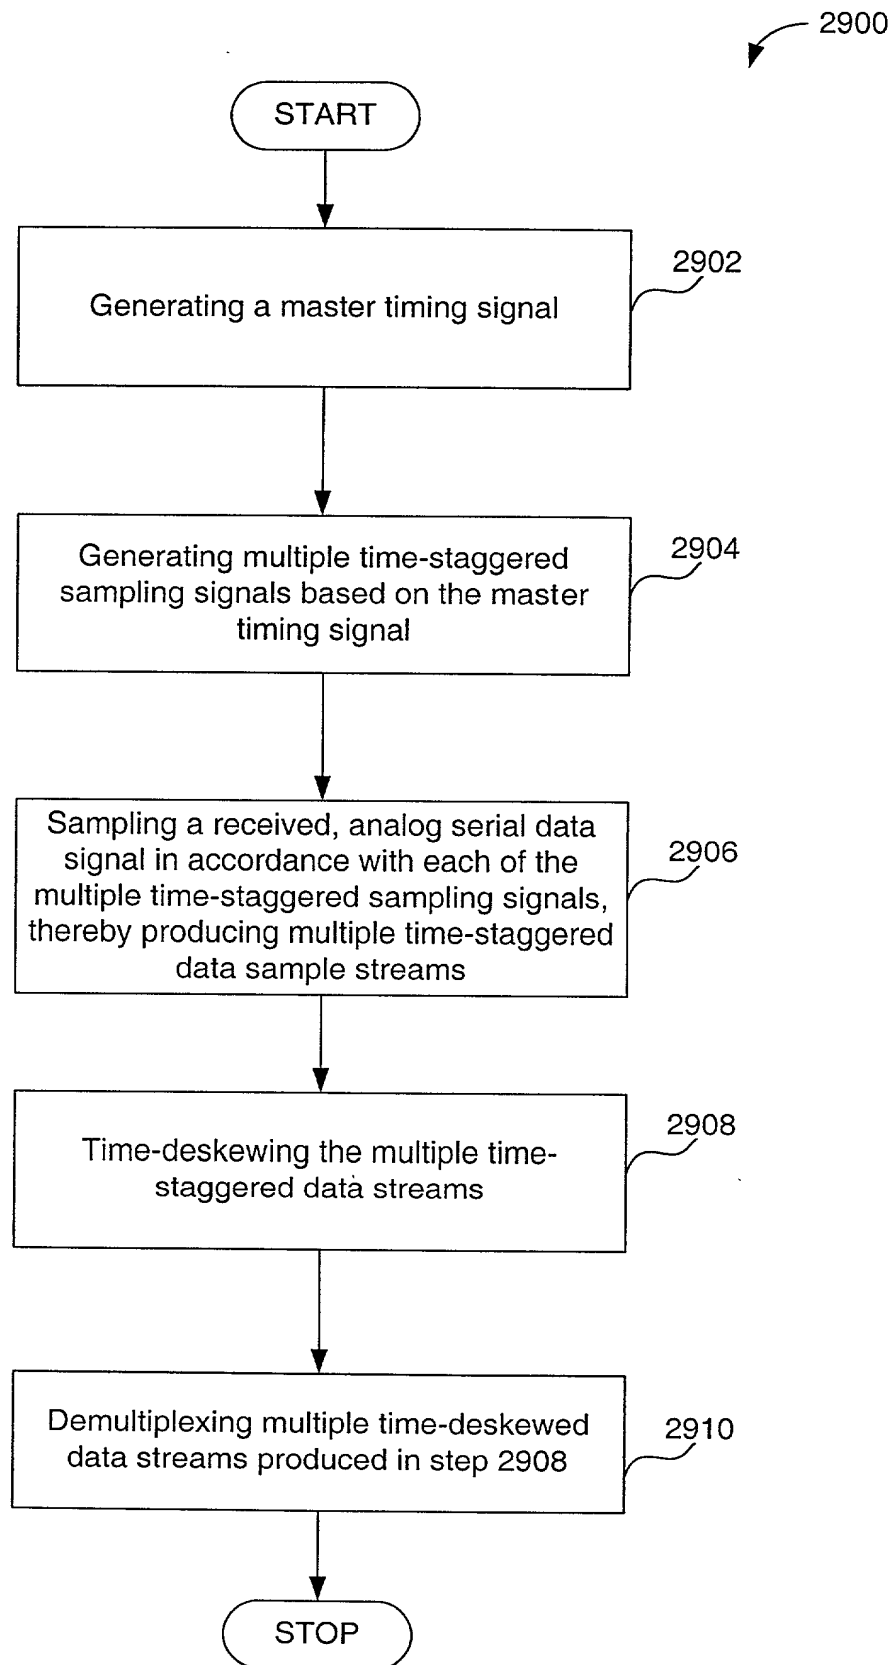 2900
START
2902
Generating a master timing signal
2904
Generating multiple time-staggered
sampling signals based on the master
timing signal
2906
Sampling a received, analog serial data
signal in accordance with each of the
multiple time-staggered sampling signals,
thereby producing multiple time-staggered
data sample streams
2908
Time-deskewing the multiple time-
staggered data streams
2910
Demultiplexing multiple time-deskewed
data streams produced in step 2908
STOP